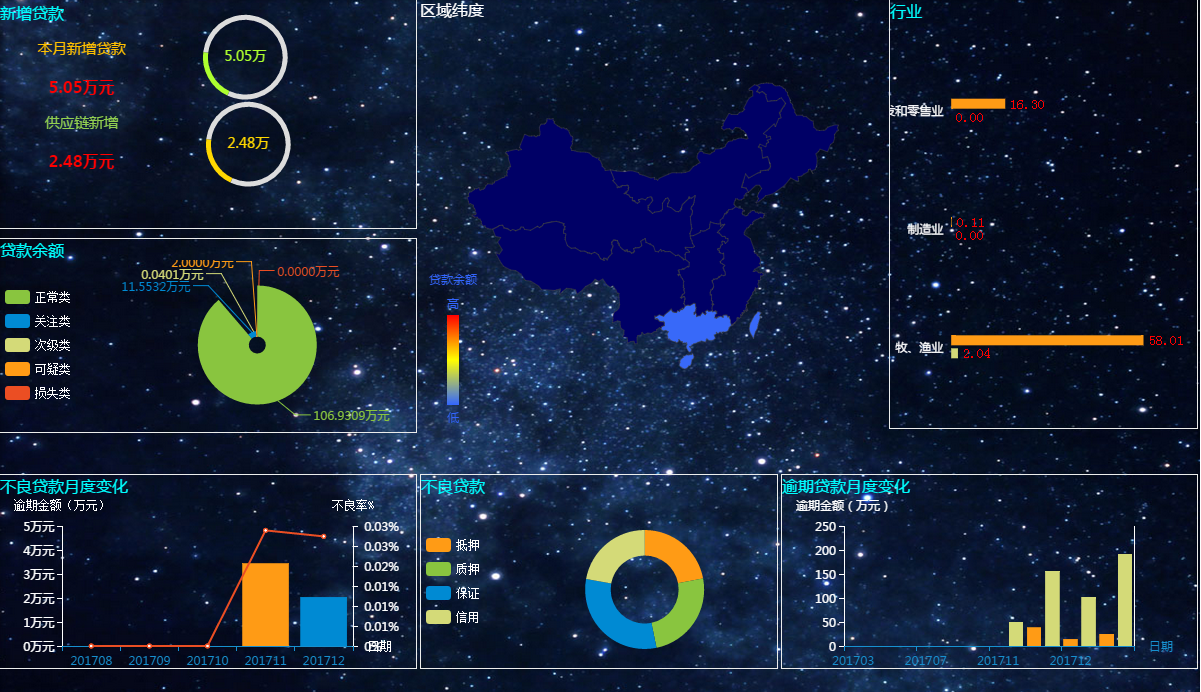 新增贷款
本月新增贷款
5.05万元
供应链新增
2.48万元
5.05万
2.48万
贷款余额
正常类
关注类
次级类
可疑类
损失类
2.0000万元
0.0401万元
11.5532万元
0.0000万元
106.9309万元
区域纬度
贷款余额
高
低
行业
和零售业
16.30
0.00
制造业
0.11
0.00
牧、渔业
58.01
2.04
不良贷款月度变化
逾期金额（万元）
不良率%
5万元
4万元
3万元
2万元
1万元
0万元
0.03%
0.03%
0.02%
0.01%
0.01%
0.01%
日期
201708
201709
201710
201711
201712
不良贷款
抵押
质押
保证
信用
逾期贷款月度变化
逾期金额（万元）
250
200
150
100
50
0
201703
201707
201711
201712
日期